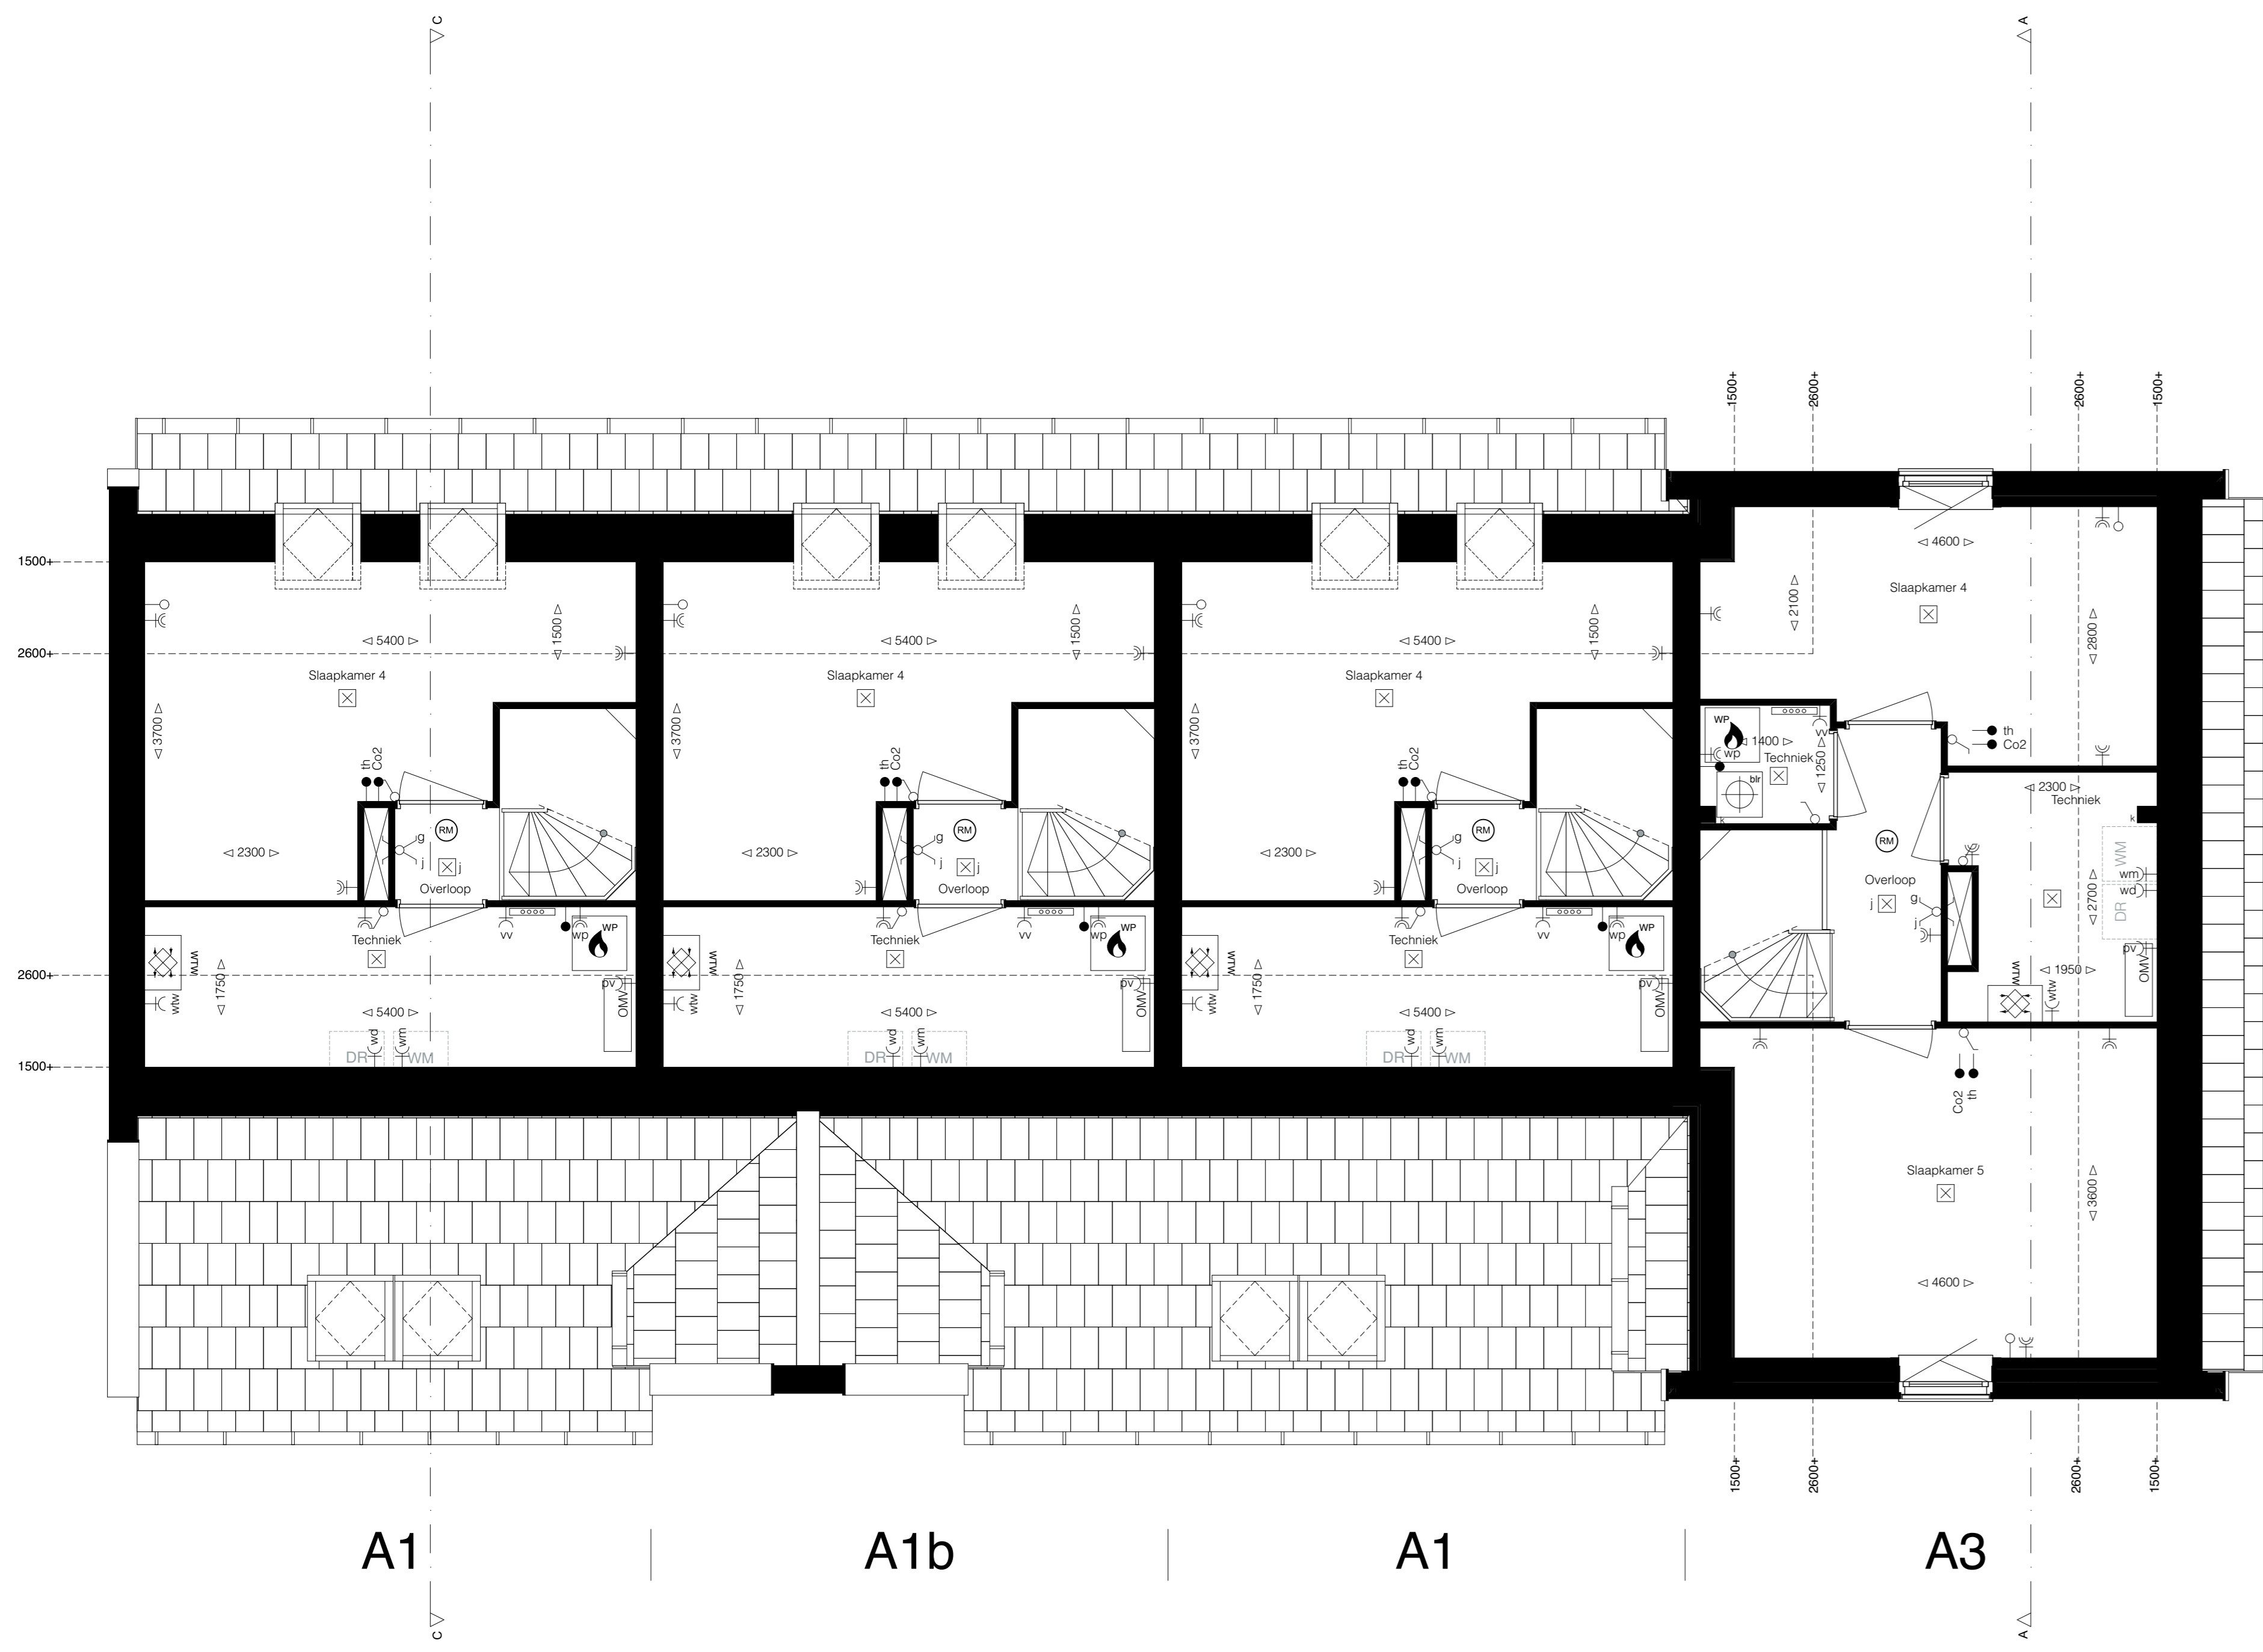 C
A
1500+
2600+
2600+
1500+
1500+
2600+
2600+
1500+
5400
1500
Slaapkamer 4
3700
th
Co2
RM
g
j
j
2300
Overloop
Techniek
vv
wp
WP
WTW
wtw
1750
pv
OMV
5400
DR
wd
wm
WM
5400
1500
Slaapkamer 4
3700
th
Co2
RM
g
j
j
2300
Overloop
Techniek
vv
wp
WP
WTW
wtw
1750
pv
OMV
5400
DR
wd
wm
WM
5400
1500
Slaapkamer 4
3700
th
Co2
RM
g
j
j
2300
Overloop
Techniek
vv
wp
WP
WTW
wtw
1750
pv
OMV
5400
DR
wd
wm
WM
4600
Slaapkamer 4
2100
2800
th
Co2
WP
wp
1400
vv
Techniek
1250
blr
k
2300
Techniek
k
RM
Overloop
j
g
j
WM
wm
wd
DR
2700
pv
OMV
1950
WTW
wtw
Co2
th
Slaapkamer 5
3600
4600
1500+
2600+
2600+
1500+
A1
A1b
A1
A3
C
A